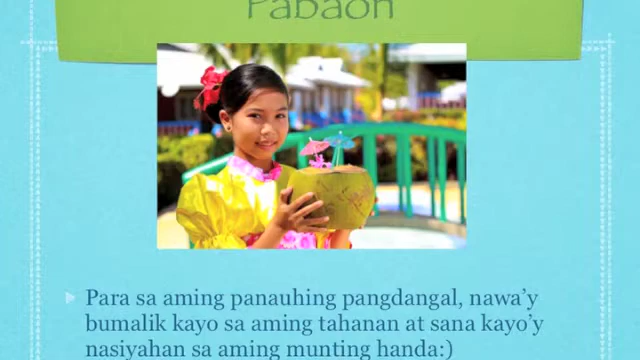 Pabaon
Para sa aming panauhing pangdangal, nawa'y
bumalik kayo sa aming tahanan at sana kayo'y
nasiyahan sa aming munting handa:)